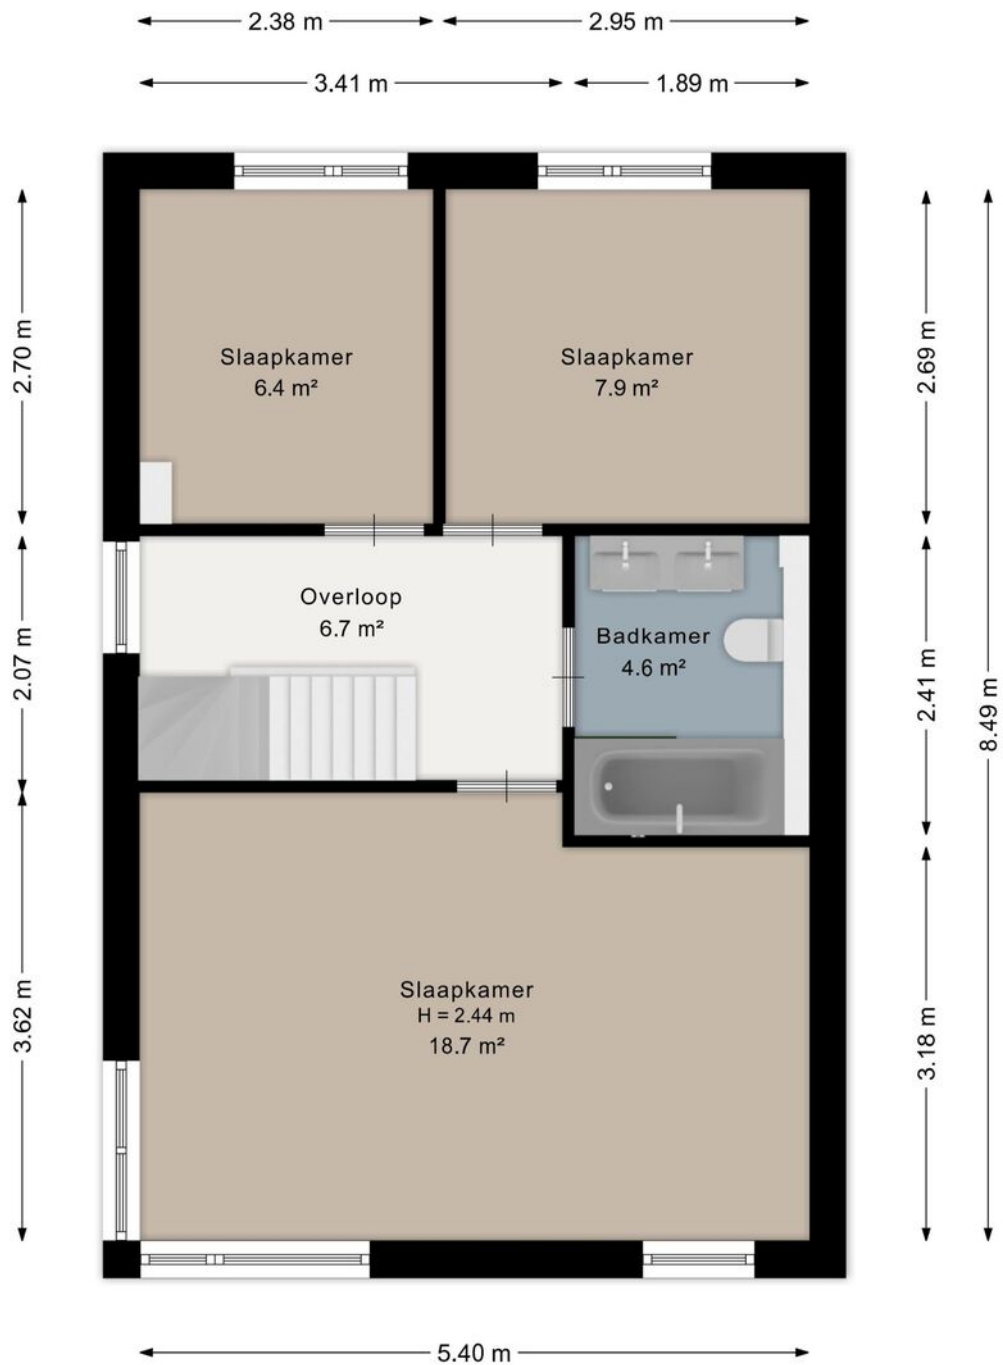 2.38 m
2.95 m
3.41 m
1.89 m
2.70 m
2.69 m
Slaapkamer
6.4 m²
Slaapkamer
7.9 m²
Overloop
6.7 m²
Badkamer
4.6 m²
2.07 m
2.41 m
8.49 m
Slaapkamer
H = 2.44 m
18.7 m²
3.62 m
3.18 m
5.40 m